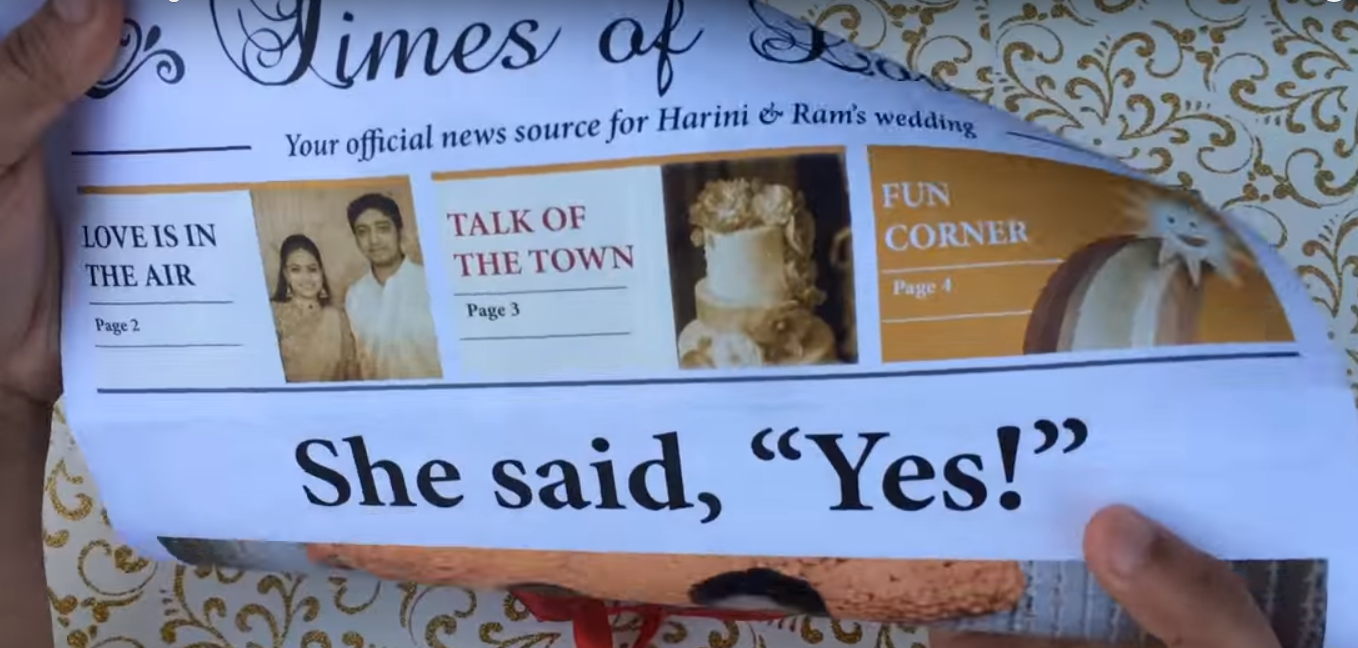 Times of
Your official news source for Harini & Ram's wedding
LOVE IS IN
THE AIR
Page 2
TALK OF
THE TOWN
Page 3
FUN
CORNER
Page 4
She said, “Yes!”